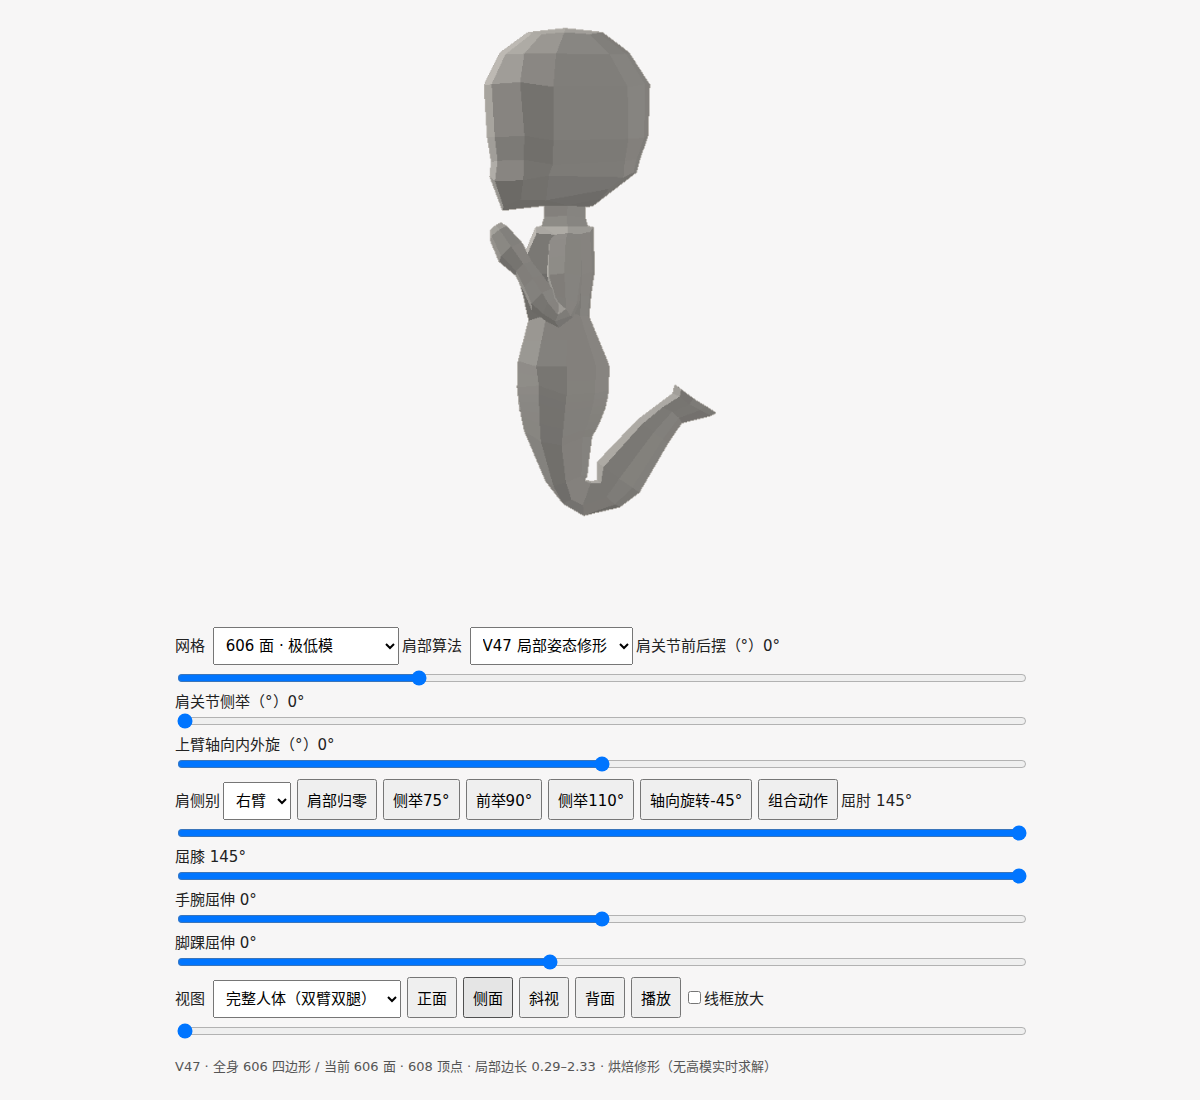 网格 606 面 · 极低模 肩部算法 V47 局部姿态修形 肩关节前后摆（°）0°
肩关节侧举（°）0°
上臂轴向内外旋（°）0°
肩侧别 右臂 肩部归零 侧举75° 前举90° 侧举110° 轴向旋转-45° 组合动作 屈肘 145°
屈膝 145°
手腕屈伸 0°
脚踝屈伸 0°
视图 完整人体（双臂双腿） 正面 侧面 斜视 背面 播放 线框放大
V47 · 全身 606 四边形 / 当前 606 面 · 608 顶点 · 局部边长 0.29–2.33 · 烘焙修形（无高模实时求解）